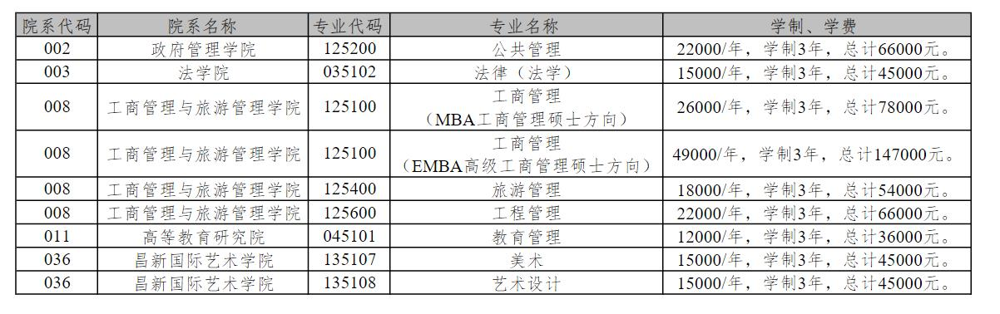 院系代码 院系名称 专业代码 专业名称 学制、学费
002 政府管理学院 125200 公共管理 22000/年，学制3年，总计66000元。
003 法学院 035102 法律（法学） 15000/年，学制3年，总计45000元。
008 工商管理与旅游管理学院 125100 工商管理
（MBA工商管理硕士方向） 26000/年，学制3年，总计78000元。
008 工商管理与旅游管理学院 125100 工商管理
（EMBA高级工商管理硕士方向） 49000/年，学制3年，总计147000元。
008 工商管理与旅游管理学院 125400 旅游管理 18000/年，学制3年，总计54000元。
008 工商管理与旅游管理学院 125600 工程管理 22000/年，学制3年，总计66000元。
011 高等教育研究院 045101 教育管理 12000/年，学制3年，总计36000元。
036 昌新国际艺术学院 135107 美术 15000/年，学制3年，总计45000元。
036 昌新国际艺术学院 135108 艺术设计 15000/年，学制3年，总计45000元。